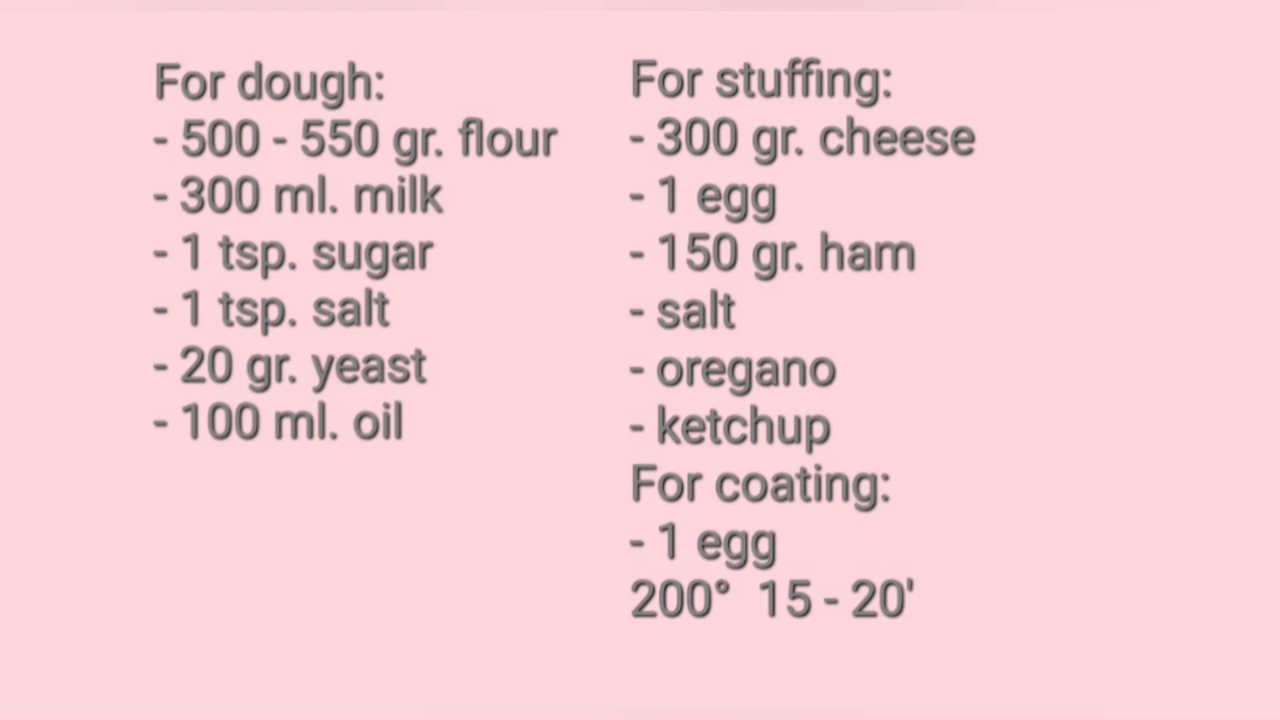 For dough:
- 500 - 550 gr. flour
- 300 ml. milk
- 1 tsp. sugar
- 1 tsp. salt
- 20 gr. yeast
- 100 ml. oil
For stuffing:
- 300 gr. cheese
- 1 egg
- 150 gr. ham
- salt
- oregano
- ketchup
For coating:
- 1 egg
200°  15 - 20'